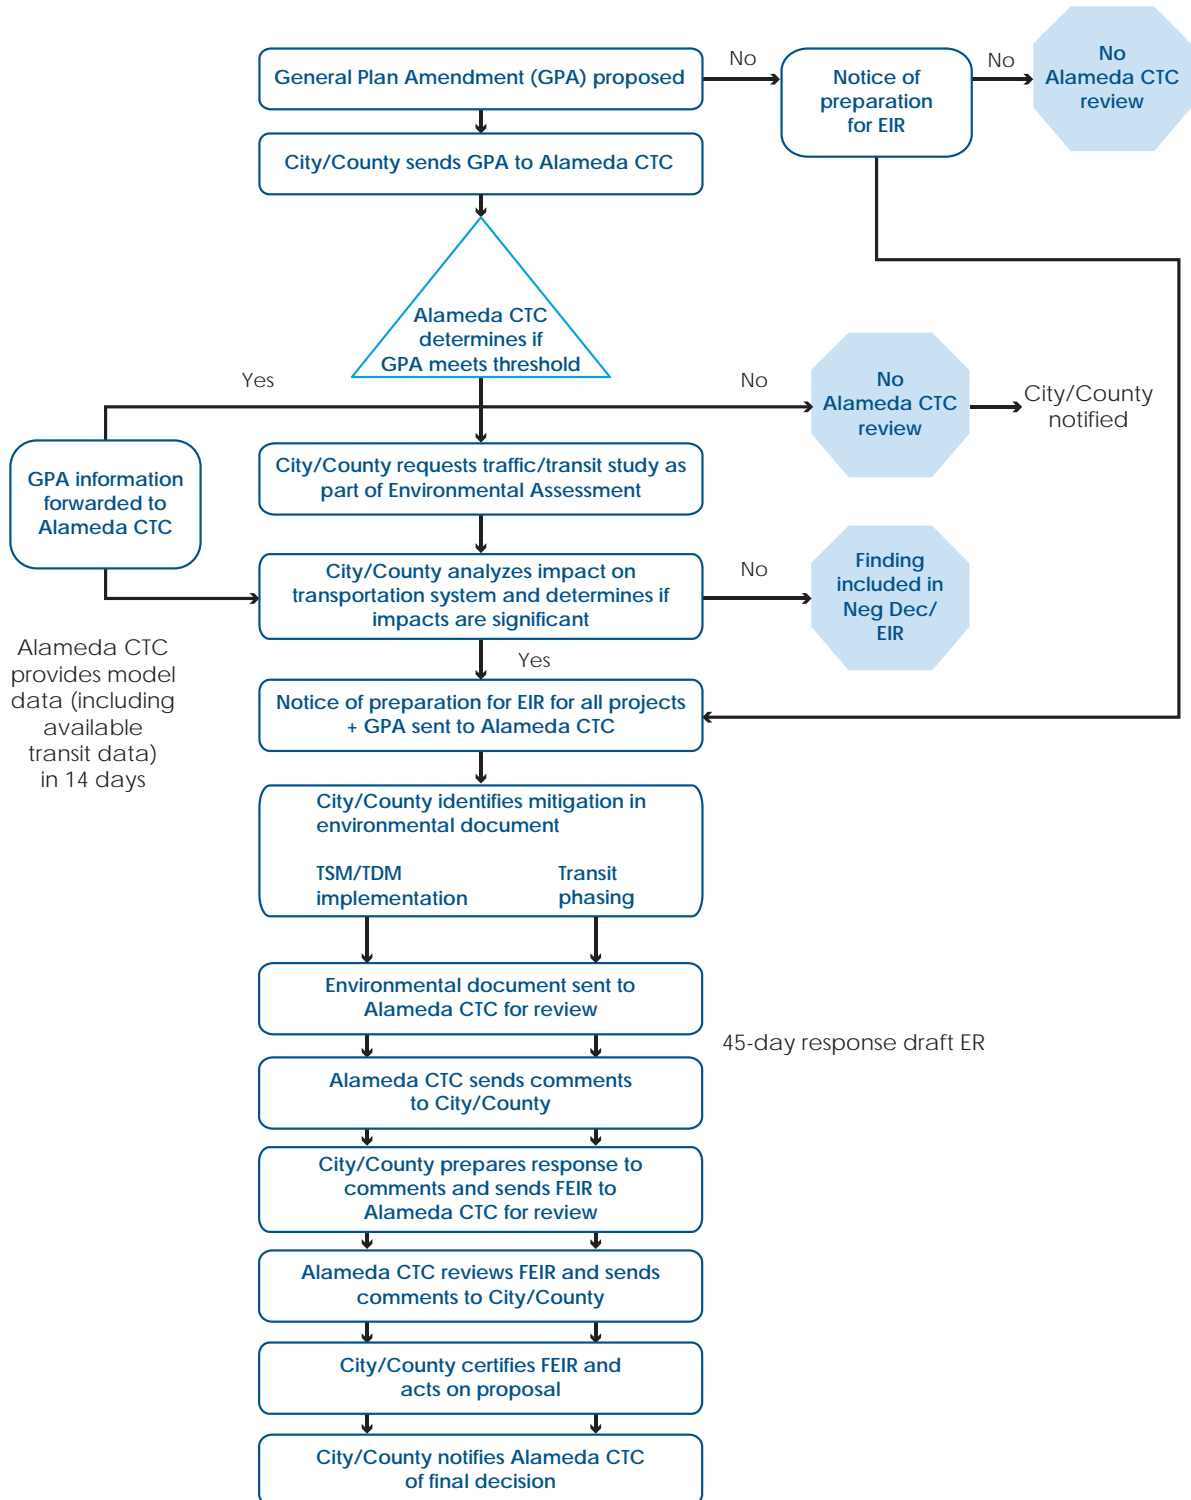 General Plan Amendment (GPA) proposed
No
Notice of
preparation
for EIR
No
No
Alameda CTC
review
City/County sends GPA to Alameda CTC
Alameda CTC
determines if
GPA meets threshold
Yes
No
No
Alameda CTC
review
City/County
notified
GPA information
forwarded to
Alameda CTC
City/County requests traffic/transit study as
part of Environmental Assessment
City/County analyzes impact on
transportation system and determines if
impacts are significant
No
Finding
included in
Neg Dec/
EIR
Alameda CTC
provides model
data (including
available
transit data)
in 14 days
Yes
Notice of preparation for EIR for all projects
+ GPA sent to Alameda CTC
City/County identifies mitigation in
environmental document
TSM/TDM
implementation
Transit
phasing
Environmental document sent to
Alameda CTC for review
45-day response draft ER
Alameda CTC sends comments
to City/County
City/County prepares response to
comments and sends FEIR to
Alameda CTC for review
Alameda CTC reviews FEIR and sends
comments to City/County
City/County certifies FEIR and
acts on proposal
City/County notifies Alameda CTC
of final decision